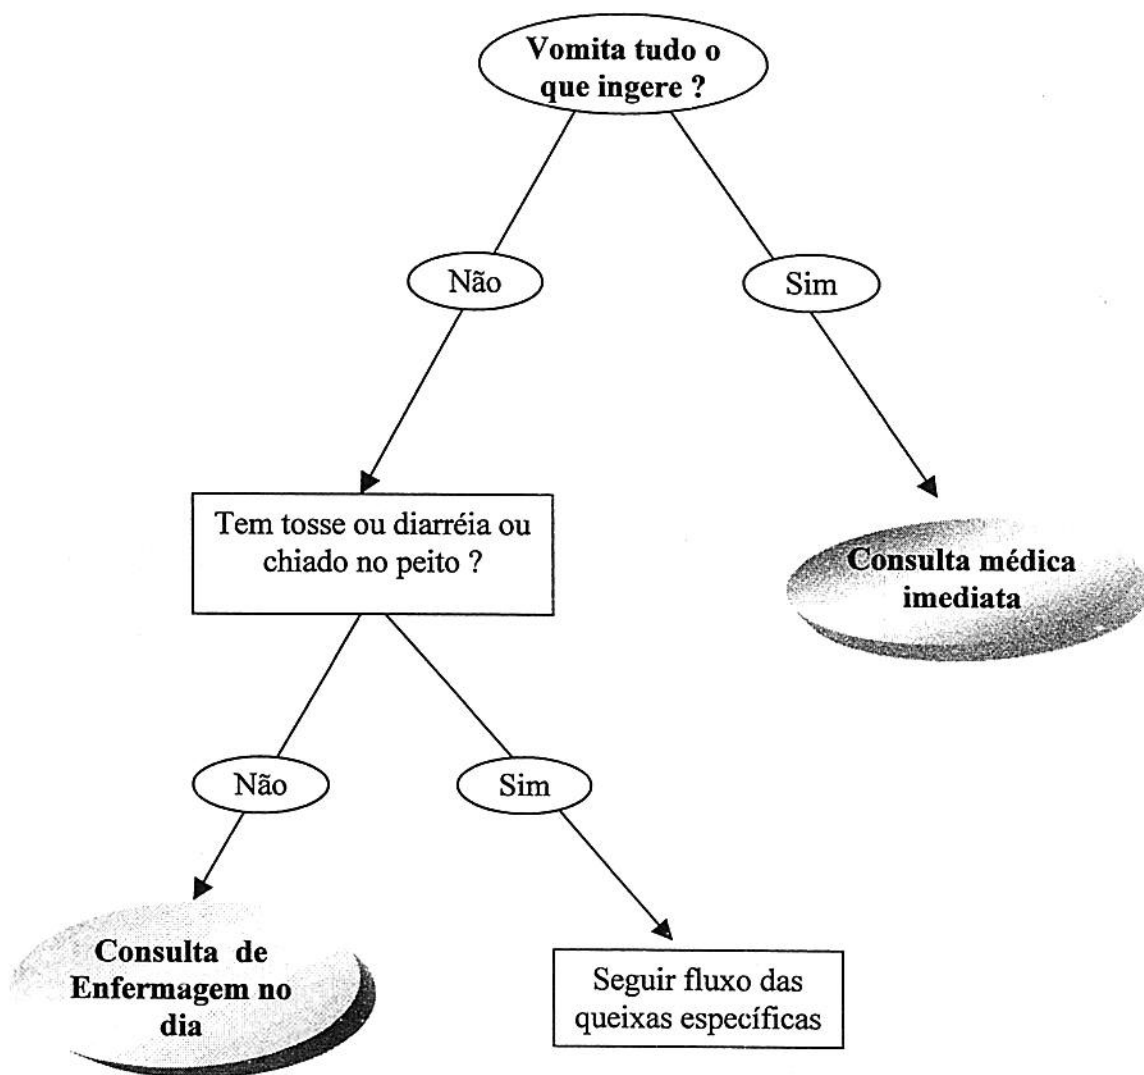 Vomita tudo o
que ingere ?
Não
Sim
Tem tosse ou diarréia ou
chiado no peito ?
Consulta médica
imediata
Não
Sim
Consulta de
Enfermagem no
dia
Seguir fluxo das
queixas específicas